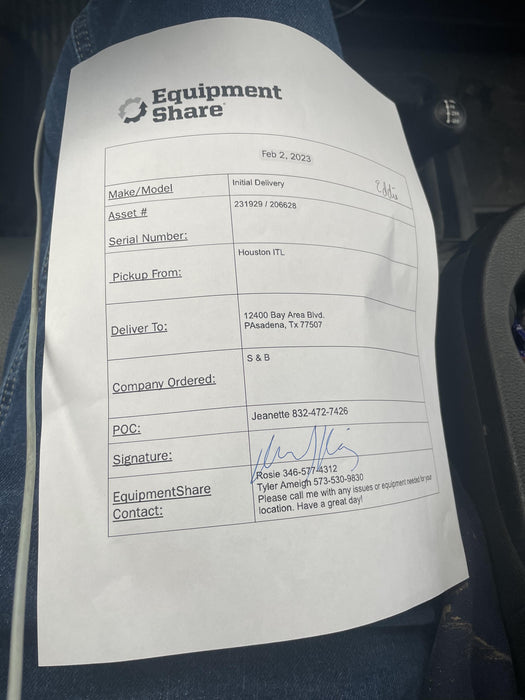 Equipment
Share
Feb 2, 2023
Make/Model
Initial Delivery
Eddie
Asset #
231929 / 206628
Serial Number:
Pickup From:
Houston ITL
Deliver To:
12400 Bay Area Blvd.
PAsadena, Tx 77507
Company Ordered:
S & B
POC:
Jeanette 832-472-7426
Signature:
EquipmentShare
Contact:
Rosie 346-577-4312
Tyler Ameigh 573-530-9830
Please call me with any issues or equipment needed for your
location. Have a great day!